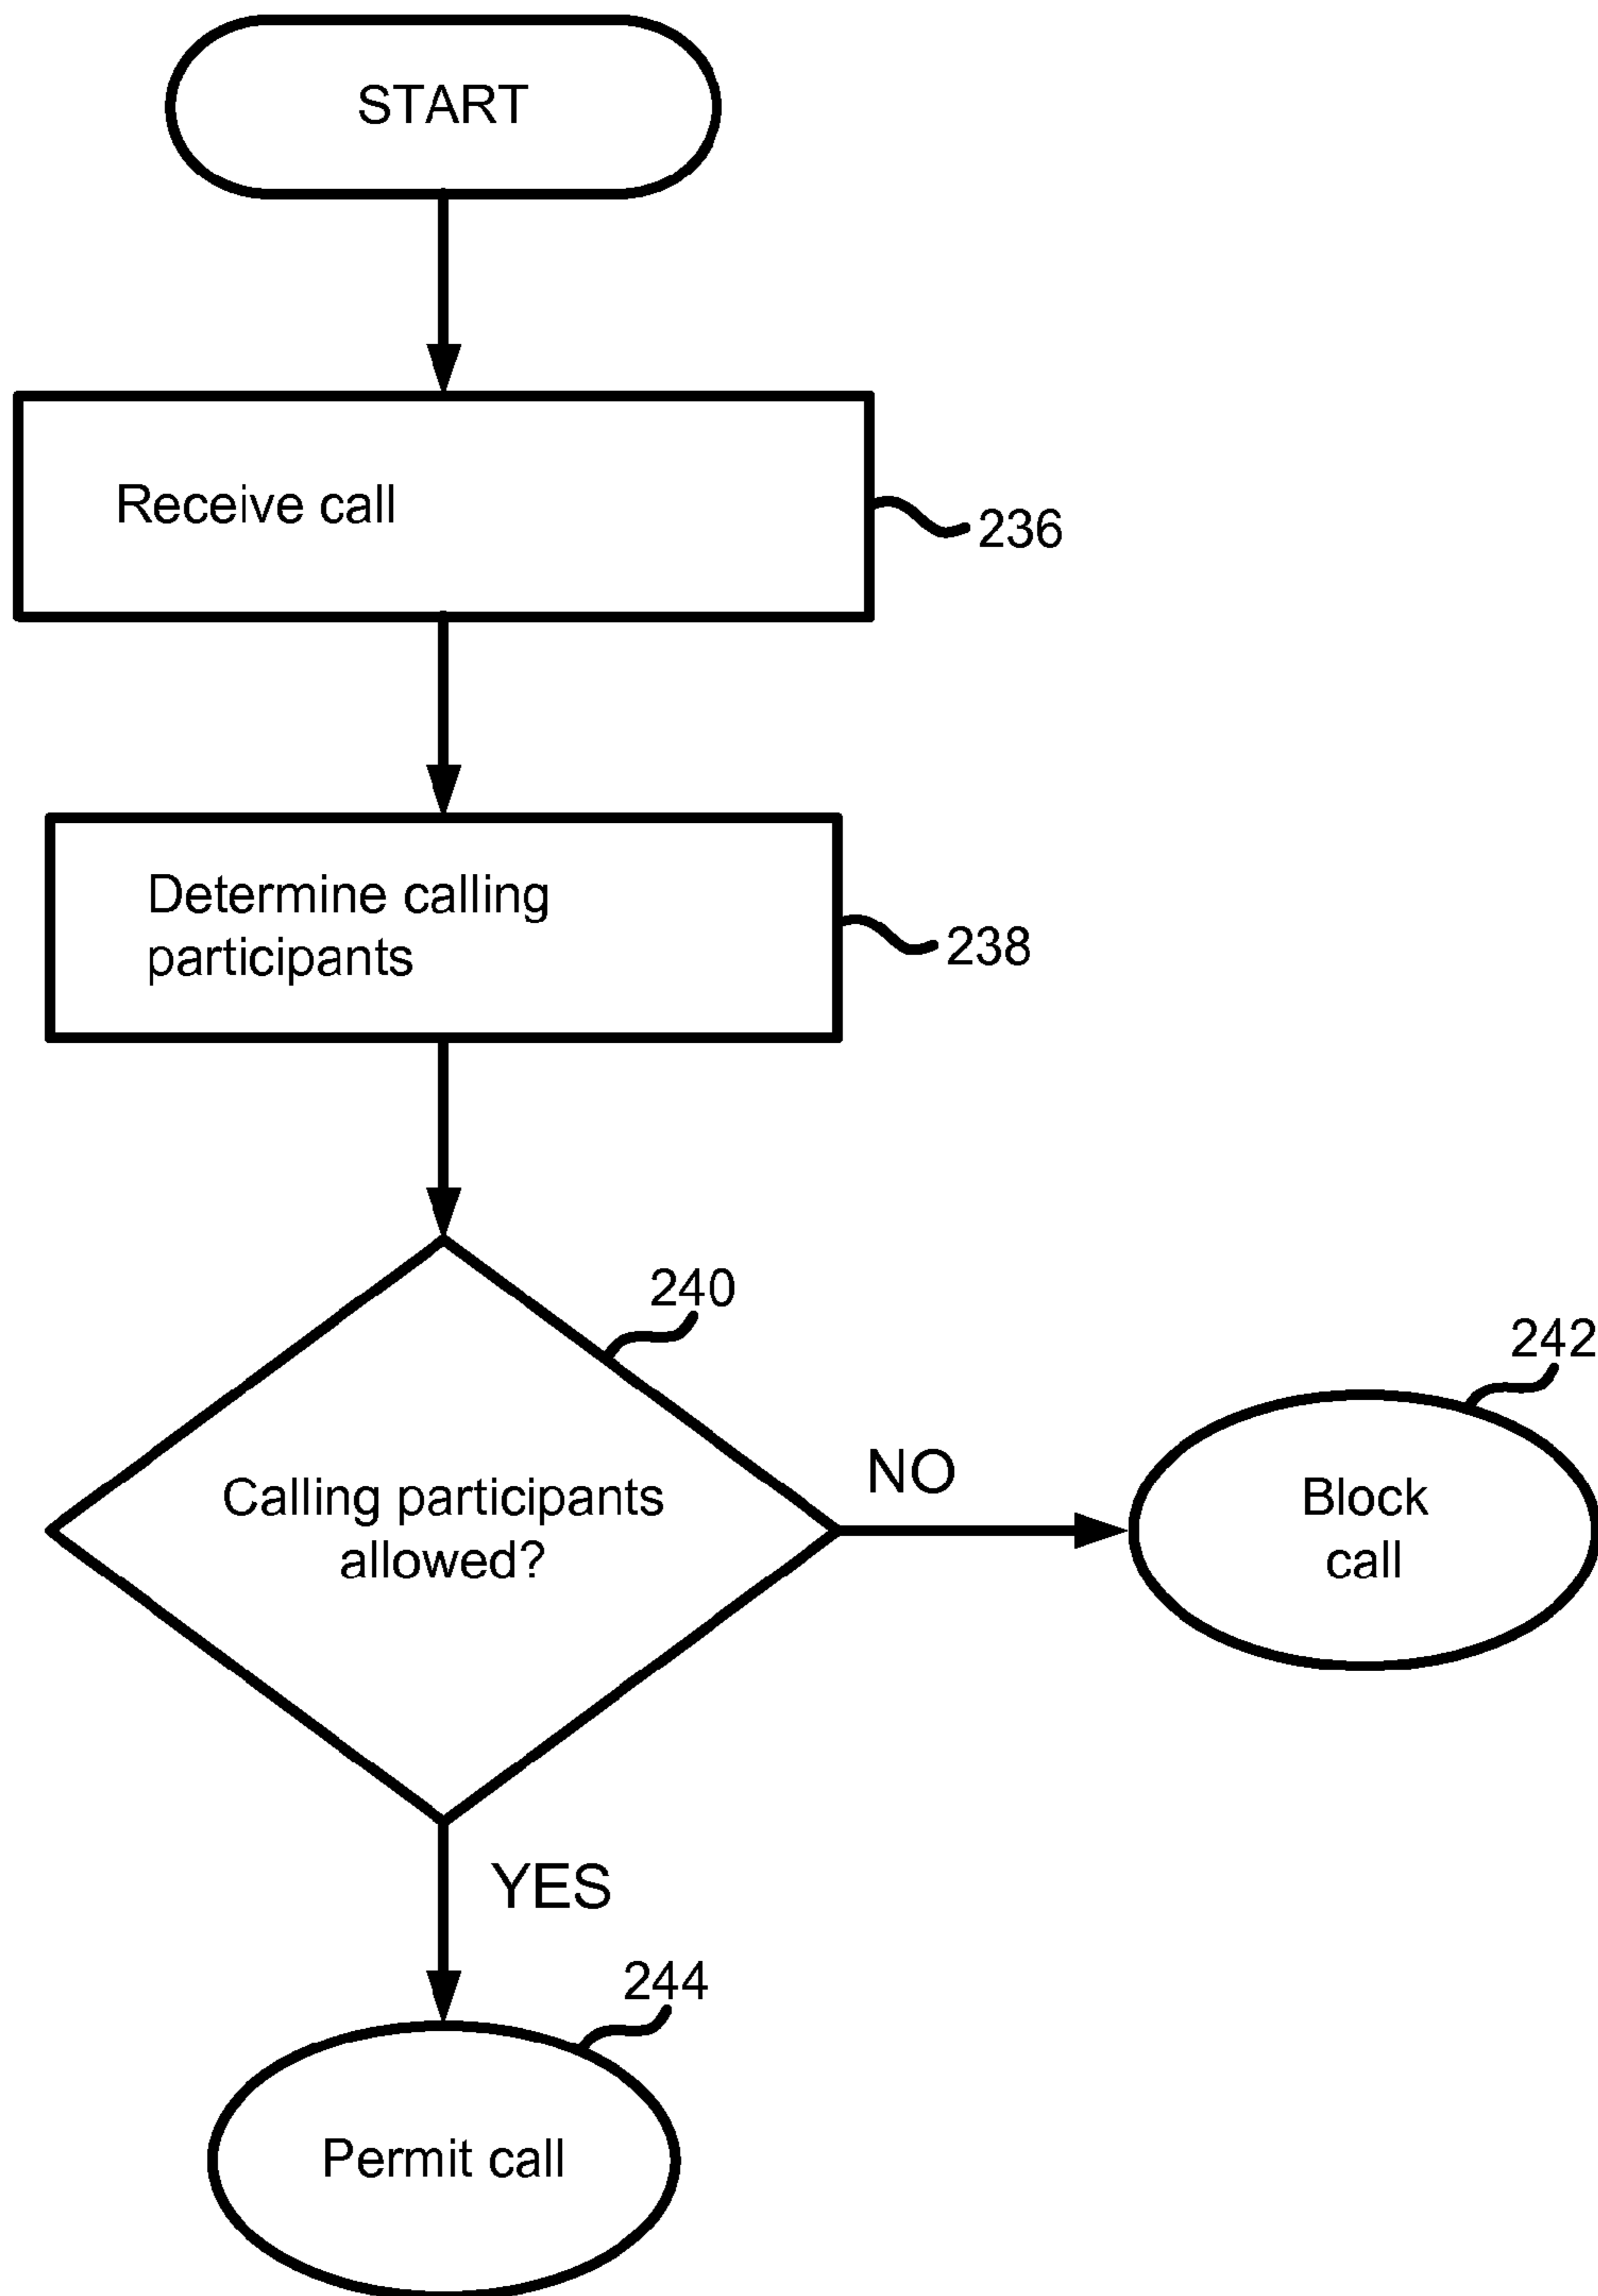 START
Receive call
236
Determine calling
participants
238
240
Calling participants
allowed?
NO
242
Block
call
YES
244
Permit call